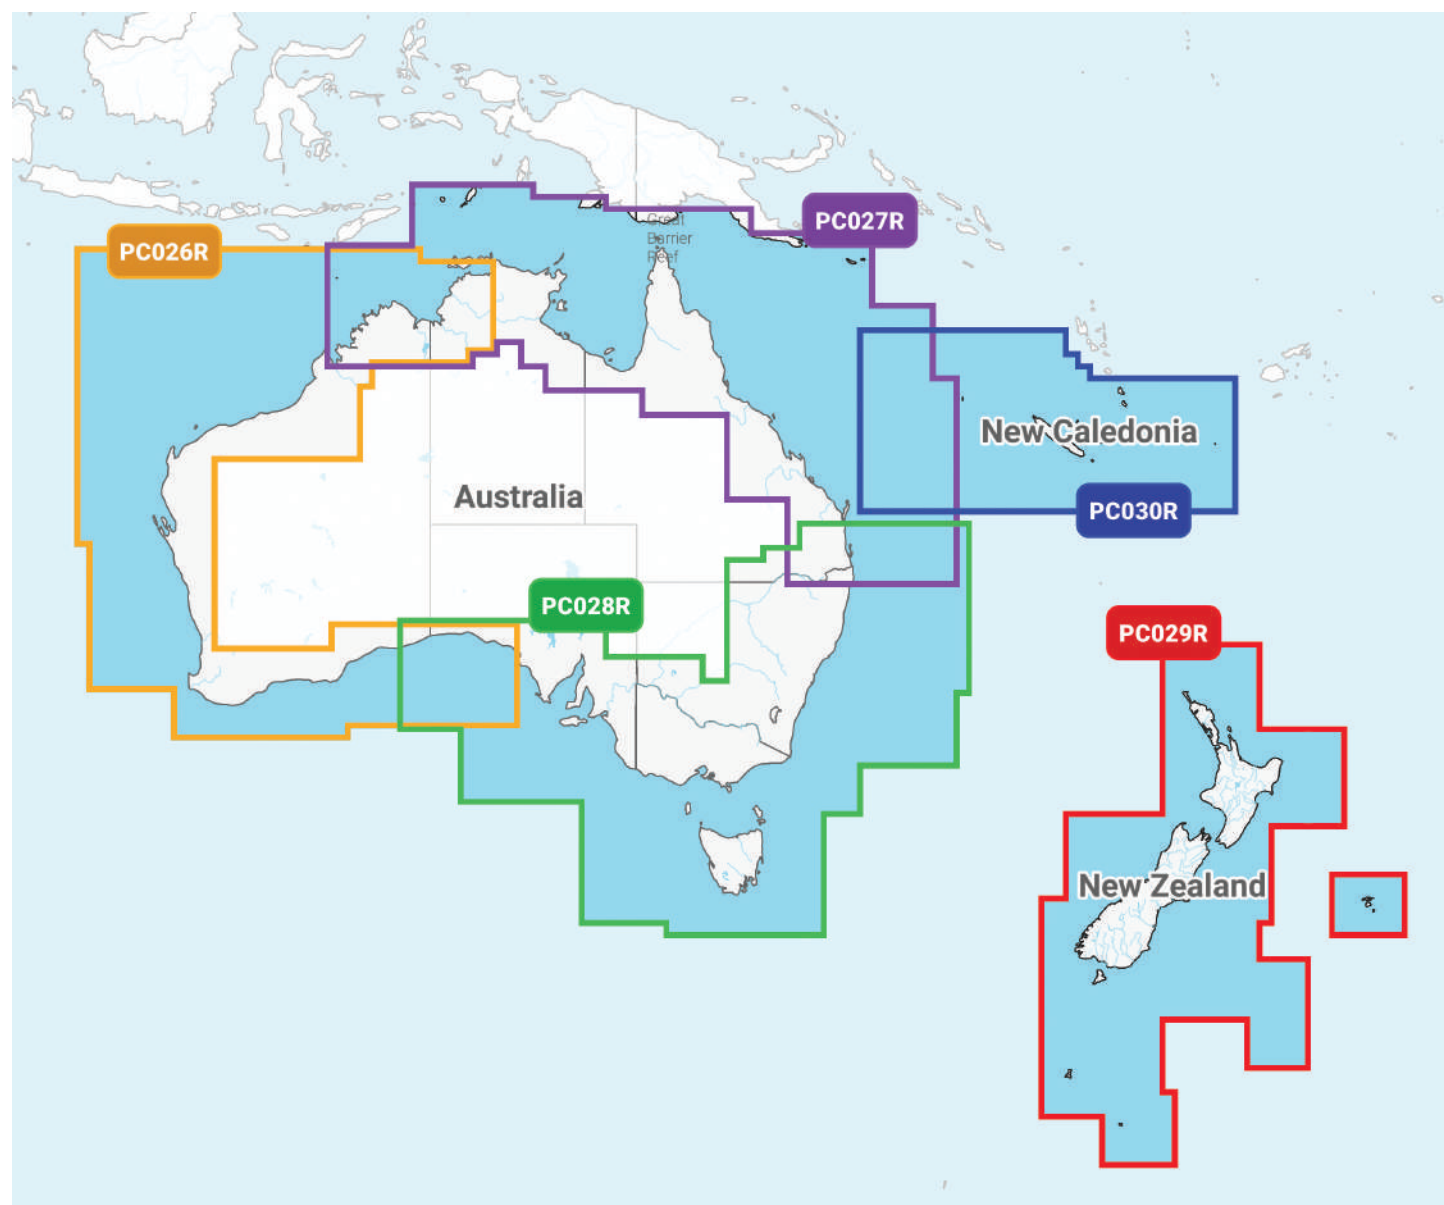 PC027R
Great
Barrier
Reef
PC026R
New Caledonia
Australia
PC030R
PC028R
PC029R
New Zealand